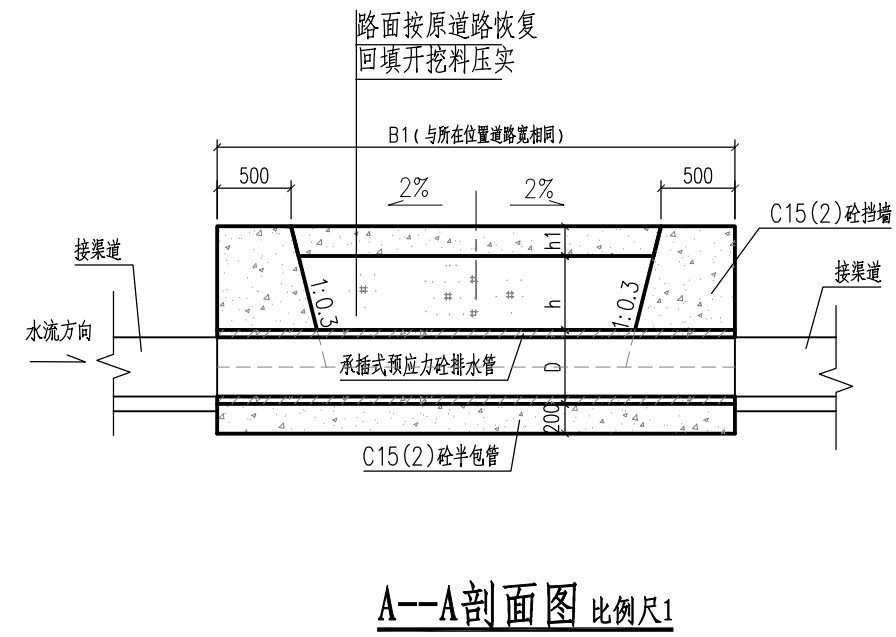 路面按原道路恢复
回填开挖料压实
B1(与所在位置道路宽相同)
500
2%
2%
500
C15(2)砼挡墙
接渠道
h1
接渠道
1:0.3
h
1:0.3
水流方向
承插式预应力砼排水管
D
200
C15(2)砼半包管
A--A剖面图 比例尺1